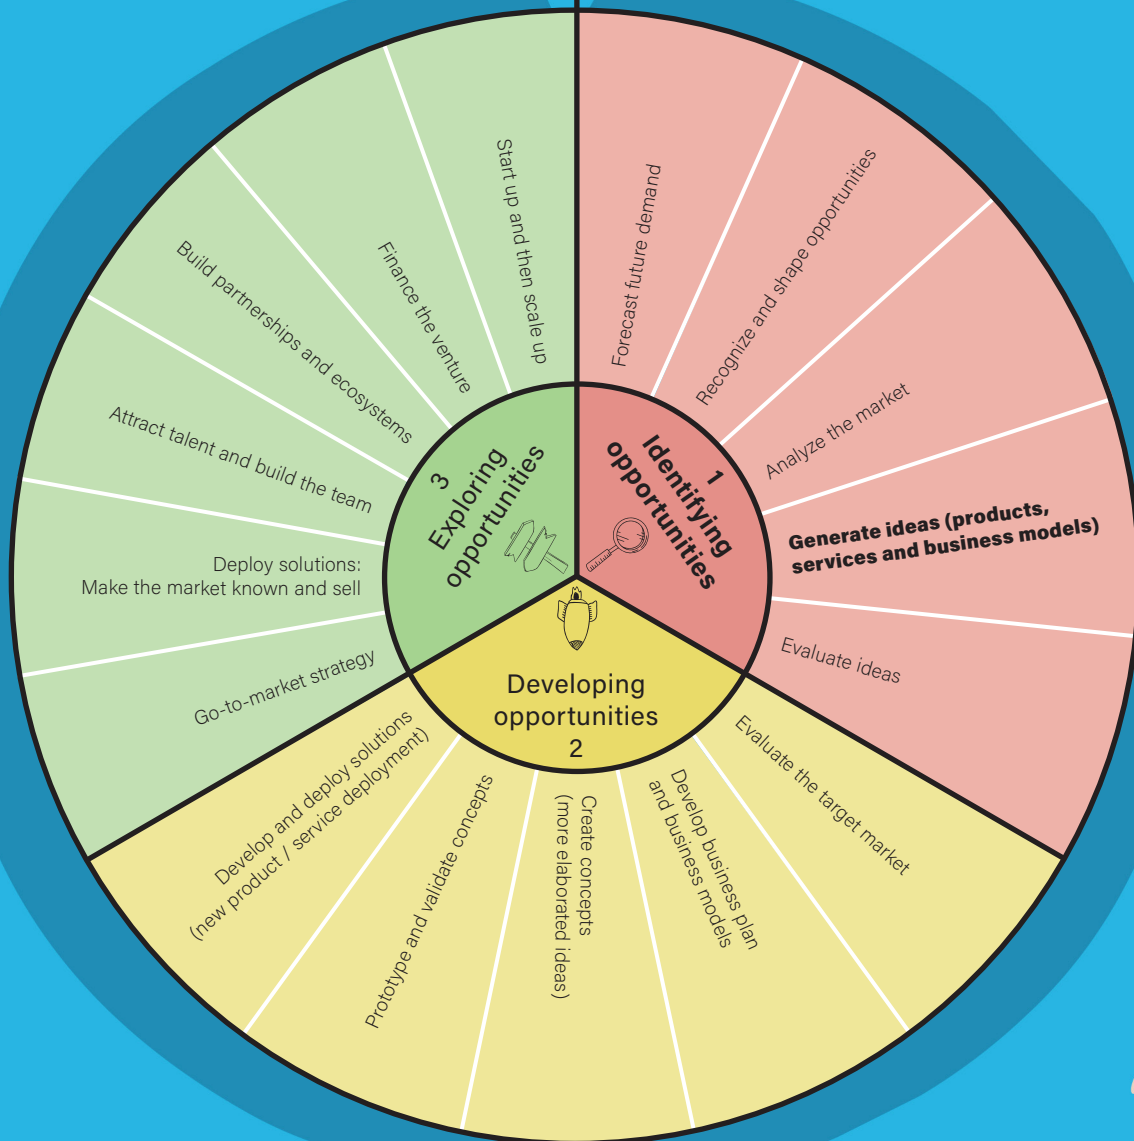 1
Identifying
opportunities
Forecast future demand
Recognize and shape opportunities
Analyze the market
Generate ideas (products,
services and business models)
Evaluate ideas
Developing
opportunities
2
Evaluate the target market
Develop business plan
and business models
Create concepts
(more elaborated ideas)
Prototype and validate concepts
Develop and deploy solutions
(new product / service deployment)
3
Exploring
opportunities
Go-to-market strategy
Deploy solutions:
Make the market known and sell
Attract talent and build the team
Build partnerships and ecosystems
Finance the venture
Start up and then scale up